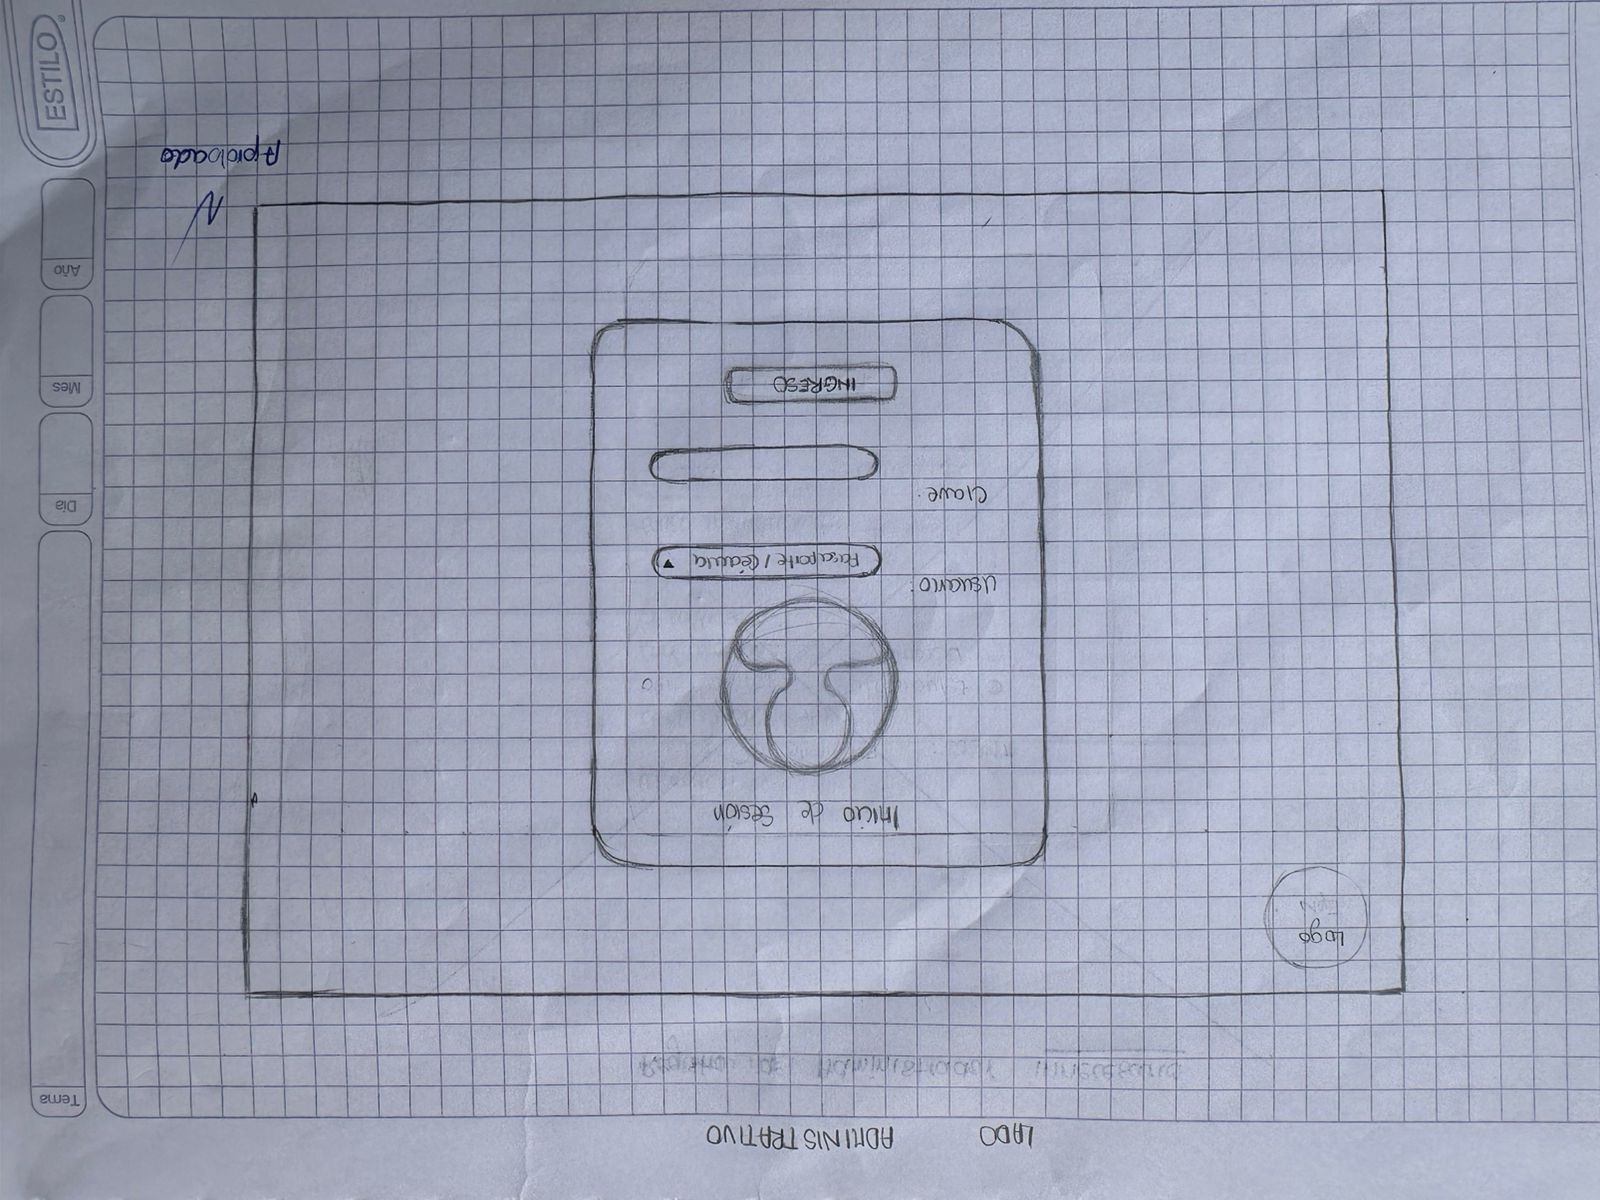 LADO ADMINISTRATIVO
Logo
Inicio de Sesión
Usuario:
Pasaporte / Cédula
Clave:
INGRESO
Aprobado
Tema
Día
Mes
Año
ESTILO